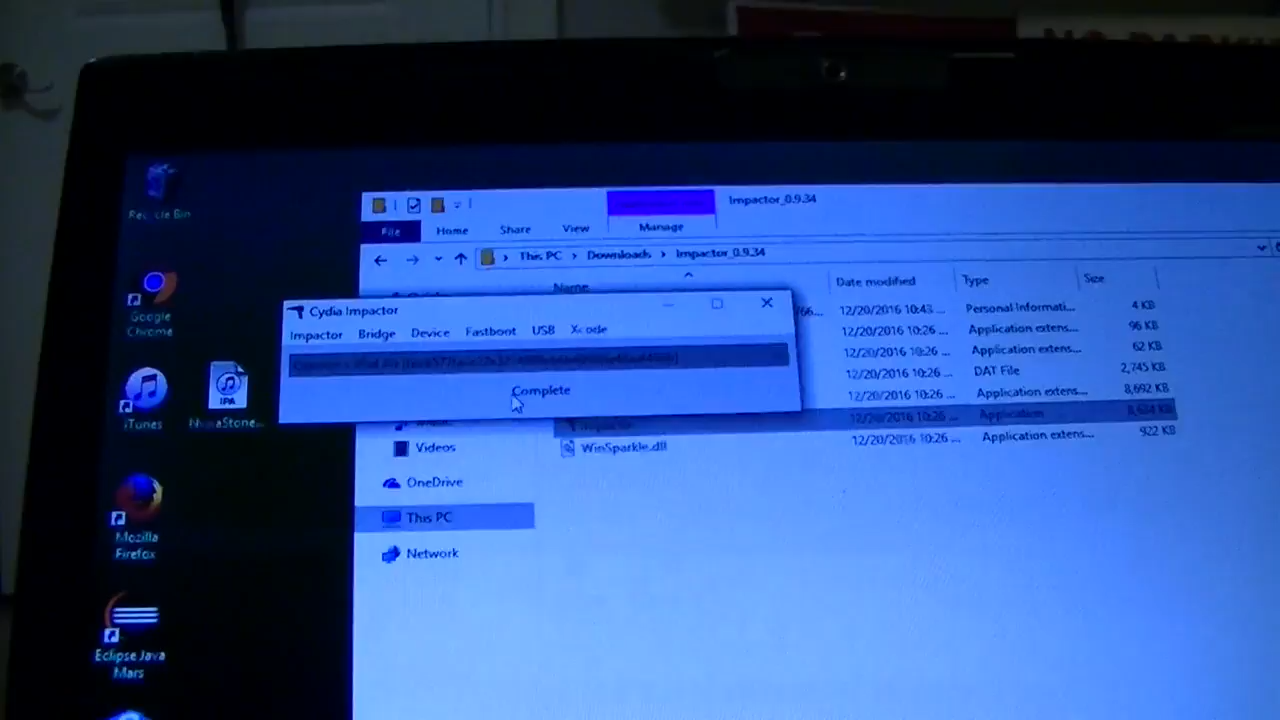 Impactor_0.9.34
File Home Share View Manage
This PC > Downloads > Impactor_0.9.34
Name Date modified Type Size
12/20/2016 10:43 ... Personal Informati... 4 KB
12/20/2016 10:26 ... Application extens... 96 KB
12/20/2016 10:26 ... Application extens... 62 KB
12/20/2016 10:26 ... DAT File 2,745 KB
12/20/2016 10:26 ... Application extens... 8,692 KB
12/20/2016 10:26 ... Application
WinSparkle.dll 12/20/2016 10:26 ... Application extens... 922 KB
Cydia Impactor
Impactor Bridge Device Fastboot USB Xcode
Complete
Videos
OneDrive
This PC
Network
Recycle Bin
Google
Chrome
iTunes
IPA
Mozilla
Firefox
Eclipse Java
Mars